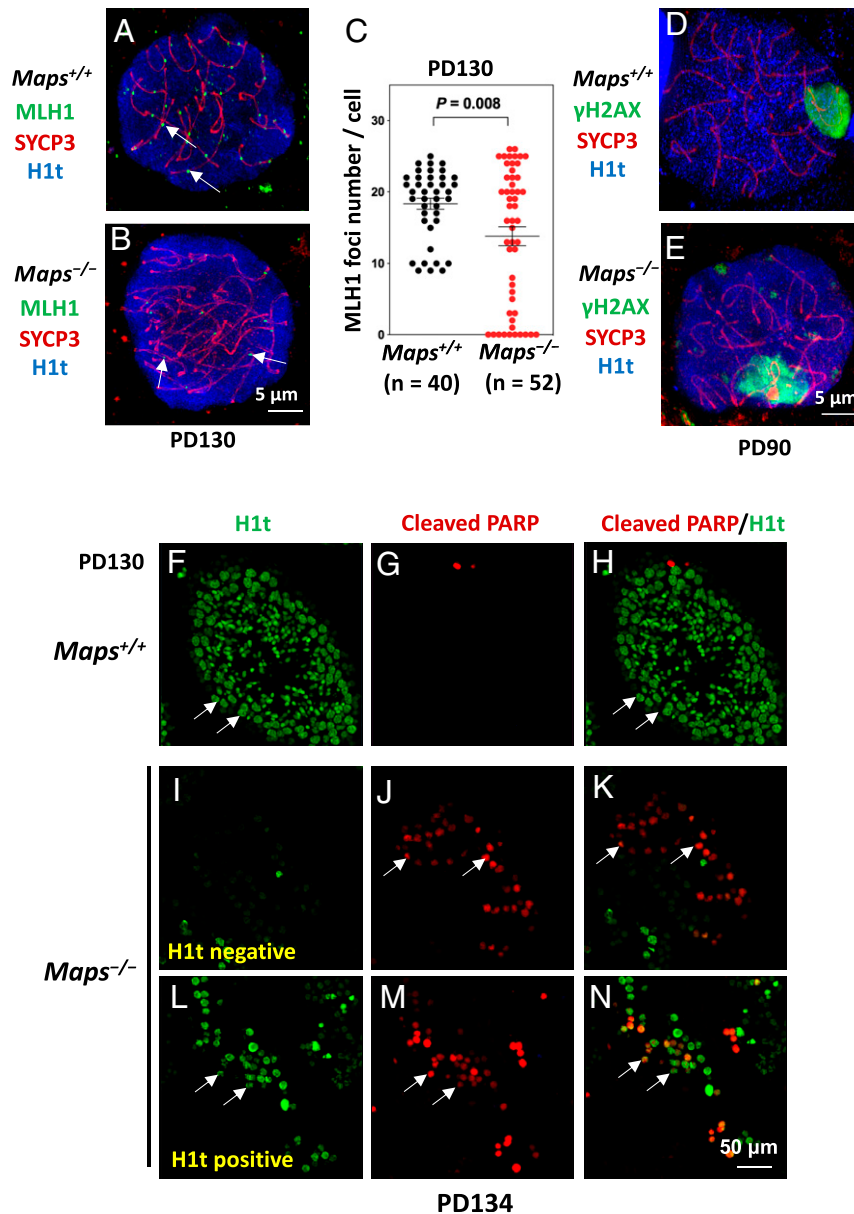 A
Maps+/+
MLH1
SYCP3
H1t
B
Maps−/−
MLH1
SYCP3
H1t
5 μm
PD130
C
PD130
P = 0.008
MLH1 foci number / cell
30
20
10
0
Maps+/+
Maps−/−
(n = 40)
(n = 52)
D
Maps+/+
γH2AX
SYCP3
H1t
E
Maps−/−
γH2AX
SYCP3
H1t
5 μm
PD90
H1t
Cleaved PARP
Cleaved PARP/H1t
PD130
Maps+/+
F
G
H
Maps−/−
I
J
K
H1t negative
L
M
N
H1t positive
50 μm
PD134